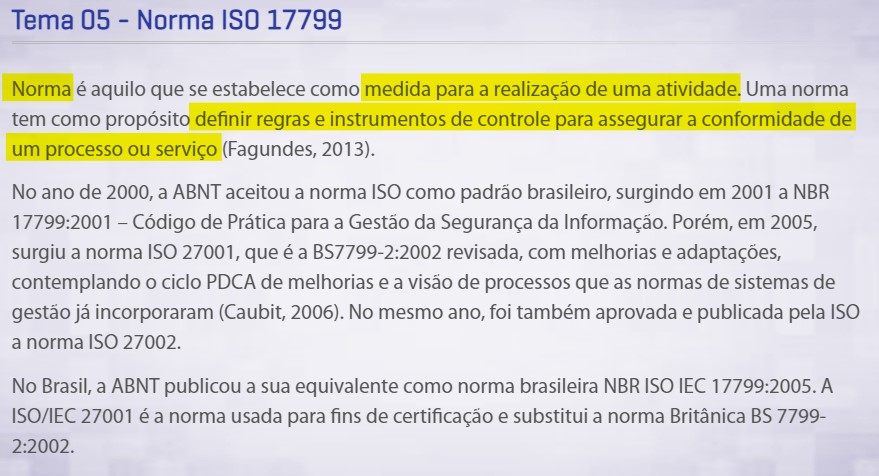 Tema 05 - Norma ISO 17799
Norma é aquilo que se estabelece como medida para a realização de uma atividade. Uma norma
tem como propósito definir regras e instrumentos de controle para assegurar a conformidade de
um processo ou serviço (Fagundes, 2013).
No ano de 2000, a ABNT aceitou a norma ISO como padrão brasileiro, surgindo em 2001 a NBR
17799:2001 – Código de Prática para a Gestão da Segurança da Informação. Porém, em 2005,
surgiu a norma ISO 27001, que é a BS7799-2:2002 revisada, com melhorias e adaptações,
contemplando o ciclo PDCA de melhorias e a visão de processos que as normas de sistemas de
gestão já incorporaram (Caubit, 2006). No mesmo ano, foi também aprovada e publicada pela ISO
a norma ISO 27002.
No Brasil, a ABNT publicou a sua equivalente como norma brasileira NBR ISO IEC 17799:2005. A
ISO/IEC 27001 é a norma usada para fins de certificação e substitui a norma Britânica BS 7799-
2:2002.